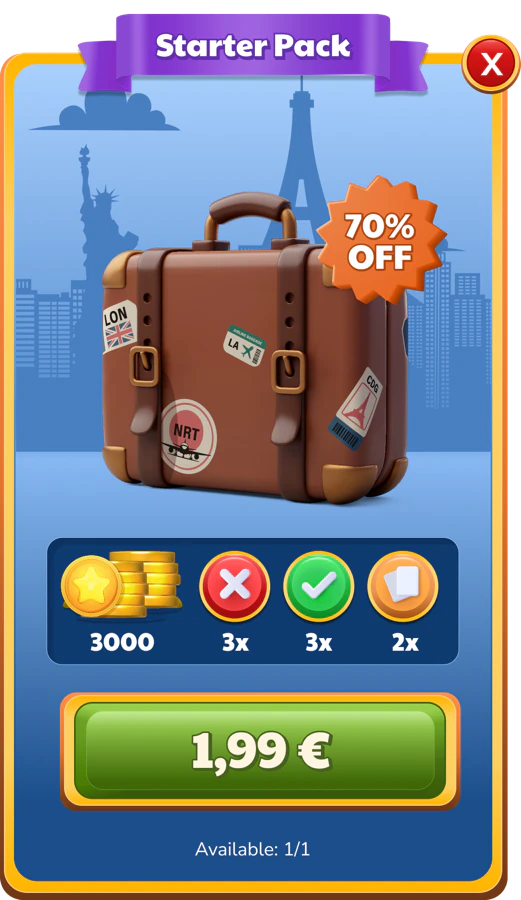 Starter Pack
X
70%
OFF
LON
LA
CDG
NRT
3000
3x
3x
2x
1,99 €
Available: 1/1